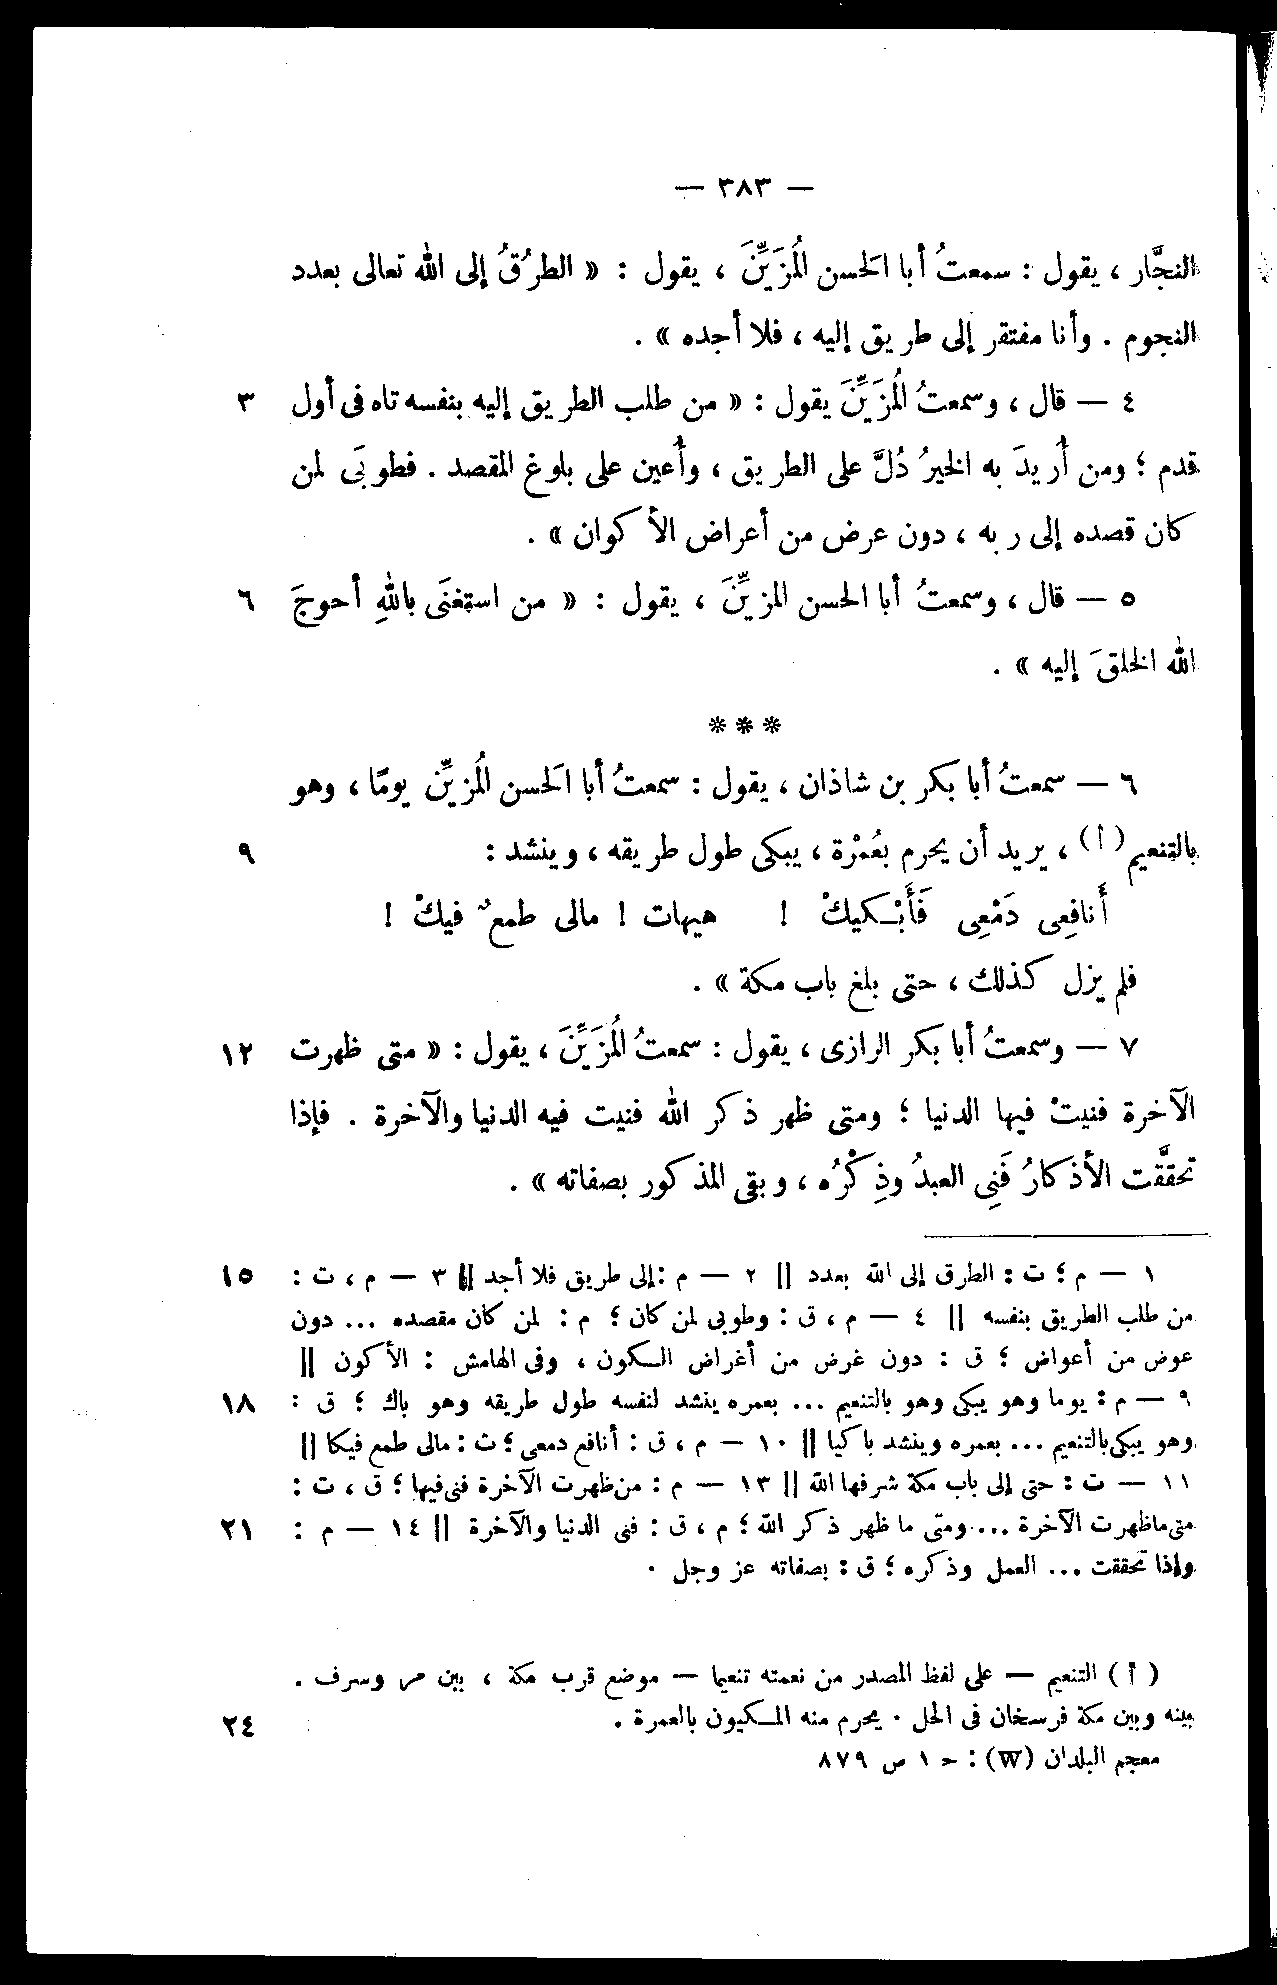 — ٣٨٣ —
النجَّار ، يقول : سمعتُ أبا الحَسن المُزَيِّنَ ، يقول : « الطرُقُ إلى الله تعالى بعدد
النجوم . وأنا مفتقر إلى طريق إليه ، فلا أجده » .
٤ — قال ، وسمعتُ المُزَيِّنَ يقول : « من طلب الطريق إليه بنفسه تاه فى أول ٣
قدم ؛ ومن أُريدَ به الخيرُ دُلَّ على الطريق ، وأُعين على بلوغ المقصد . فطوبَى لمن
كان قصده إلى ربه ، دون عرض من أعراض الأكوان » .
٥ — قال ، وسمعتُ أبا الحسن المزيِّنَ ، يقول : « من استغنَى باللهِ أحوجَ ٦
الله الخلقَ إليه » .
***
٦ — سمعتُ أبا بكر بن شاذان ، يقول : سمعتُ أبا الحَسن المُزيِّن يومًا ، وهو
بالتنعيم (أ) ، يريد أن يحرم بعُمْرة ، يبكى طول طريقه ، وينشد : ٩
أَنافِعِى دَمْعِى فَأَبْكيكْ ! هيهات ! مالى طمعٌ فيكْ !
فلم يزل كذلك ، حتى بلغ باب مكة » .
٧ — وسمعتُ أبا بكر الرازى ، يقول : سمعتُ المُزَيِّنَ ، يقول : « متى ظهرت ١٢
الآخرة فنيتْ فيها الدنيا ؛ ومتى ظهر ذكر الله فنيت فيه الدنيا والآخرة . فإذا
تحقَّقت الأذكارُ فَنِى العبدُ وذِكْرُه ، وبقى المذكور بصفاته » .
١ — م ؛ ت : الطرق إلى الله بعدد || ٢ — م : إلى طريق فلا أجد || ٣ — م ، ت : ١٥
من طلب الطريق بنفسه || ٤ — م ، ق : وطوبى لمن كان ؛ م : لمن كان مقصده ... دون
عوض من أعواض ؛ ق : دون غرض من أغراض الكون ، وفى الهامش : الأكون ||
٩ — م : يوما وهو يبكى وهو بالتنعيم ... بعمره ينشد لنفسه طول طريقه وهو باك ؛ ق : ١٨
وهو يبكى بالتنعيم ... بعمره وينشد باكيا || ١٠ — م ، ق : أنافع دمعى ؛ ت : مالى طمع فيكا ||
١١ — ت : حتى إلى باب مكة شرفها الله || ١٣ — م : من ظهرت الآخرة فنى فيها ؛ ق ، ت :
متى ما ظهرت الآخرة ... ومتى ما ظهر ذكر الله ؛ م ، ق : فنى الدنيا والآخرة || ١٤ — م : ٢١
وإذا تحققت ... العمل وذكره ؛ ق : بصفاته عز وجل .
( أ ) التنعيم — على لفظ المصدر من نعمته تنعيما — موضع قرب مكة ، بين مر وسرف .
بينه وبين مكة فرسخان فى الحل . يحرم منه المكيون بالعمرة . ٢٤
معجم البلدان (W) : حـ ١ ص ٨٧٩